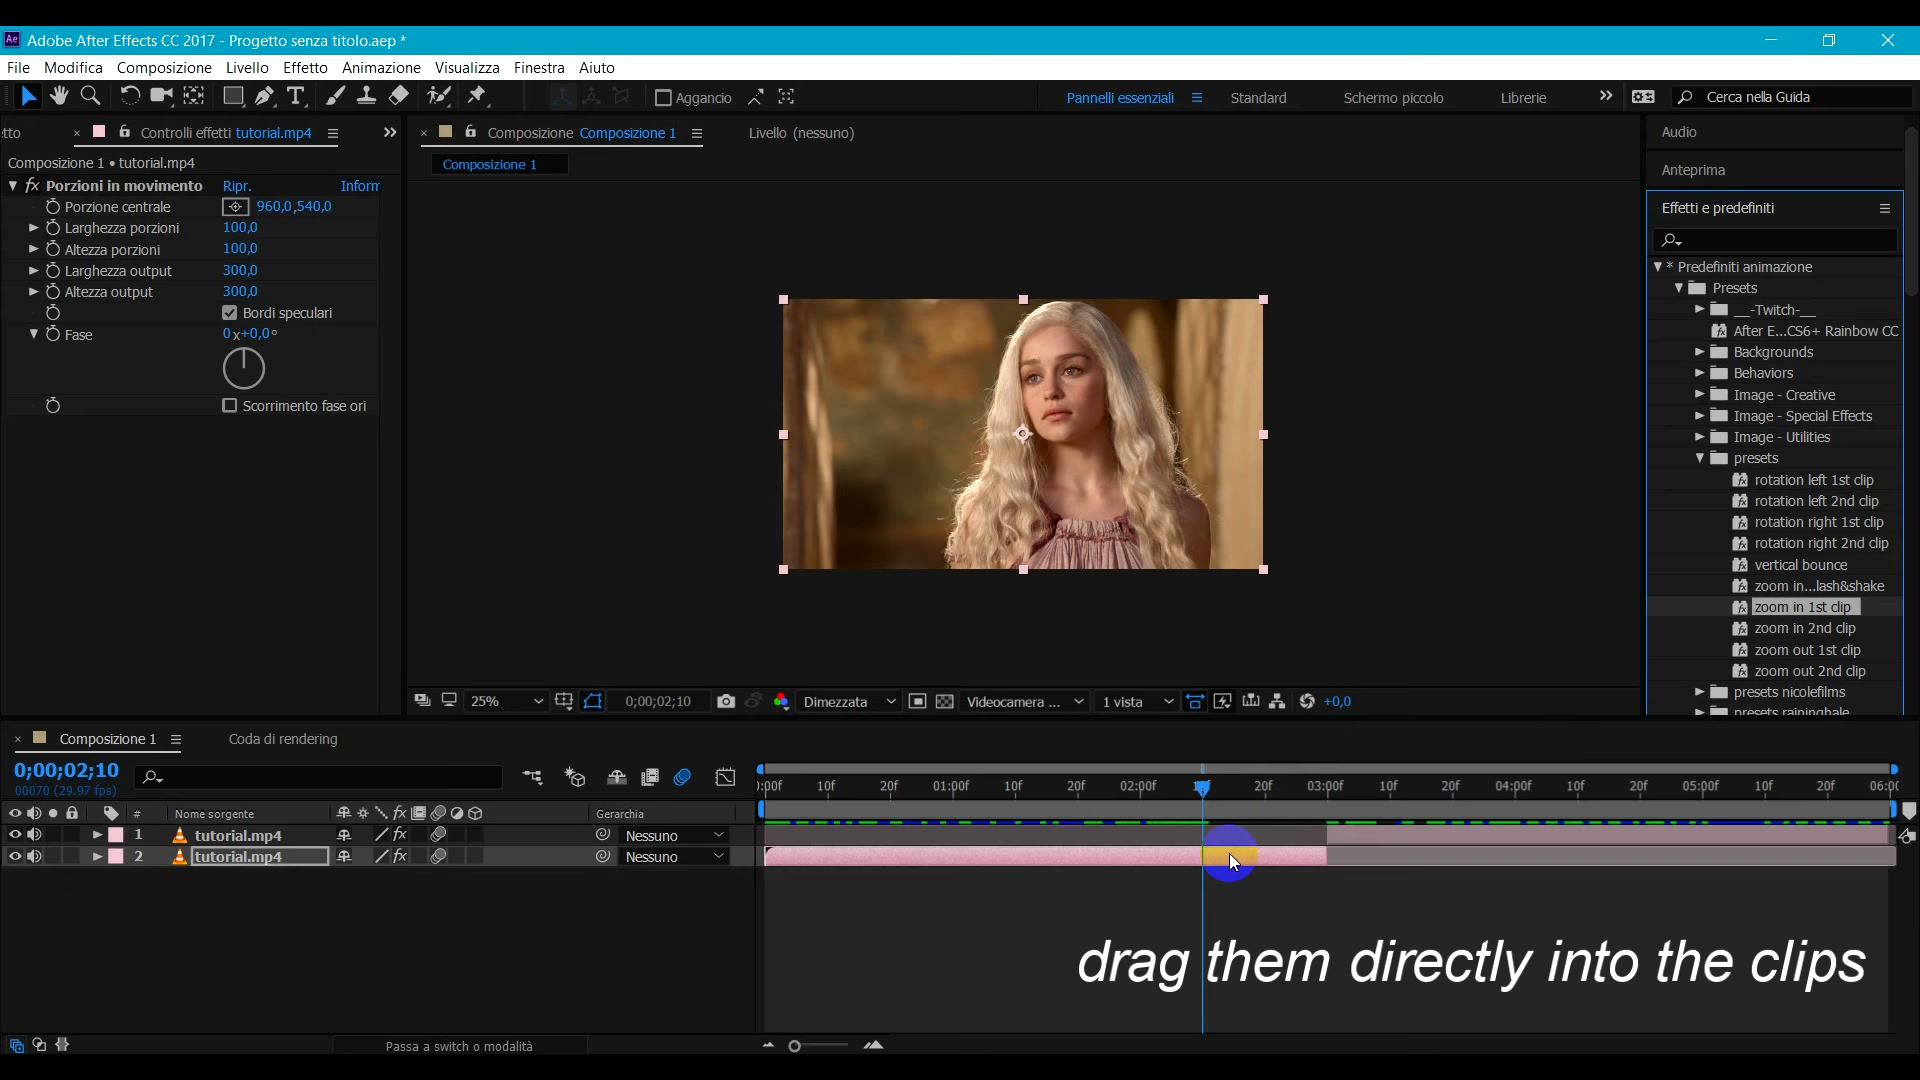 Adobe After Effects CC 2017 - Progetto senza titolo.aep *
File Modifica Composizione Livello Effetto Animazione Visualizza Finestra Aiuto
Aggancio
Pannelli essenziali Standard Schermo piccolo Librerie Cerca nella Guida
etto Controlli effetti tutorial.mp4
Composizione Composizione 1 Livello (nessuno)
Composizione 1
Composizione 1 • tutorial.mp4
fx Porzioni in movimento Ripr. Inform
Porzione centrale 960,0,540,0
Larghezza porzioni 100,0
Altezza porzioni 100,0
Larghezza output 300,0
Altezza output 300,0
Bordi speculari
Fase 0x+0,0°
Scorrimento fase ori
Audio
Anteprima
Effetti e predefiniti
* Predefiniti animazione
Presets
__-Twitch-__
After E...CS6+ Rainbow CC
Backgrounds
Behaviors
Image - Creative
Image - Special Effects
Image - Utilities
presets
rotation left 1st clip
rotation left 2nd clip
rotation right 1st clip
rotation right 2nd clip
vertical bounce
zoom in...lash&shake
zoom in 1st clip
zoom in 2nd clip
zoom out 1st clip
zoom out 2nd clip
presets nicolefilms
25% 0;00;02;10 Dimezzata Videocamera ... 1 vista +0,0
Composizione 1 Coda di rendering
0;00;02;10
00070 (29.97 fps)
:00f 10f 20f 01:00f 10f 20f 02:00f 20f 03:00f 10f 20f 04:00f 10f 20f 05:00f 10f 20f 06:00
# Nome sorgente fx Gerarchia
1 tutorial.mp4 fx Nessuno
2 tutorial.mp4 fx Nessuno
drag them directly into the clips
Passa a switch o modalità